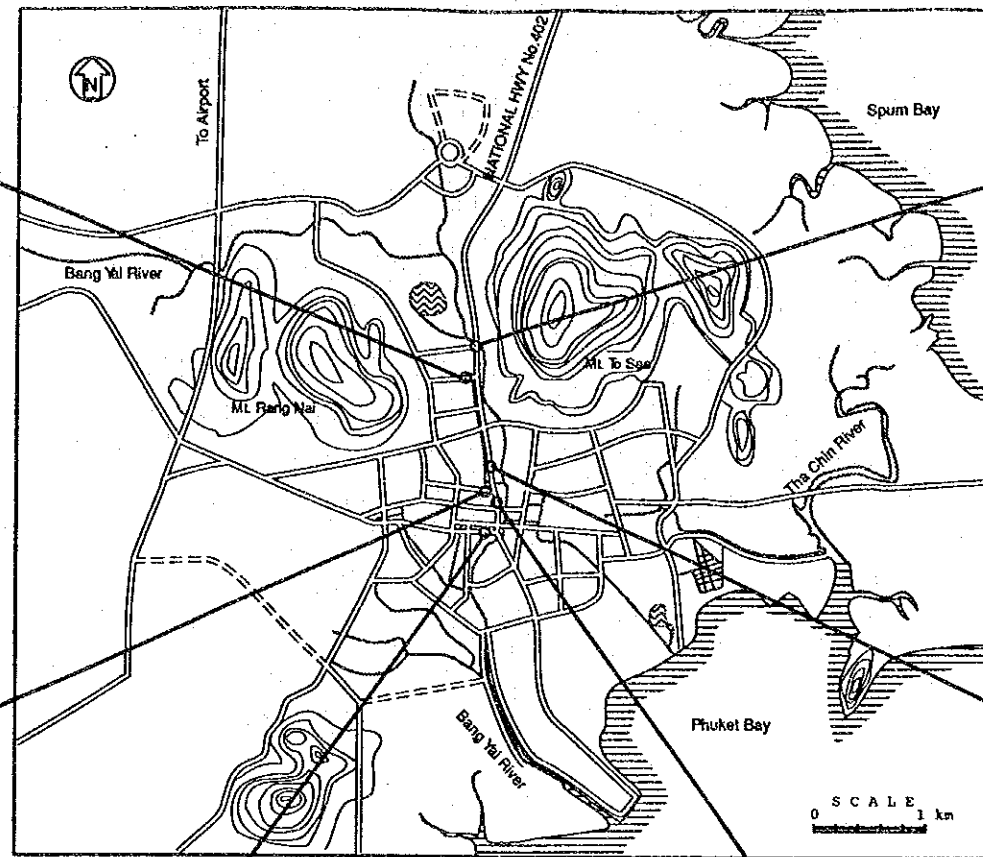 N
To Airport
NATIONAL HWY No.402
Spum Bay
Bang Yai River
Mt. To Sae
Mt. Rang Nai
Tha Chin River
Phuket Bay
Bang Yai River
SCALE
0 1 km